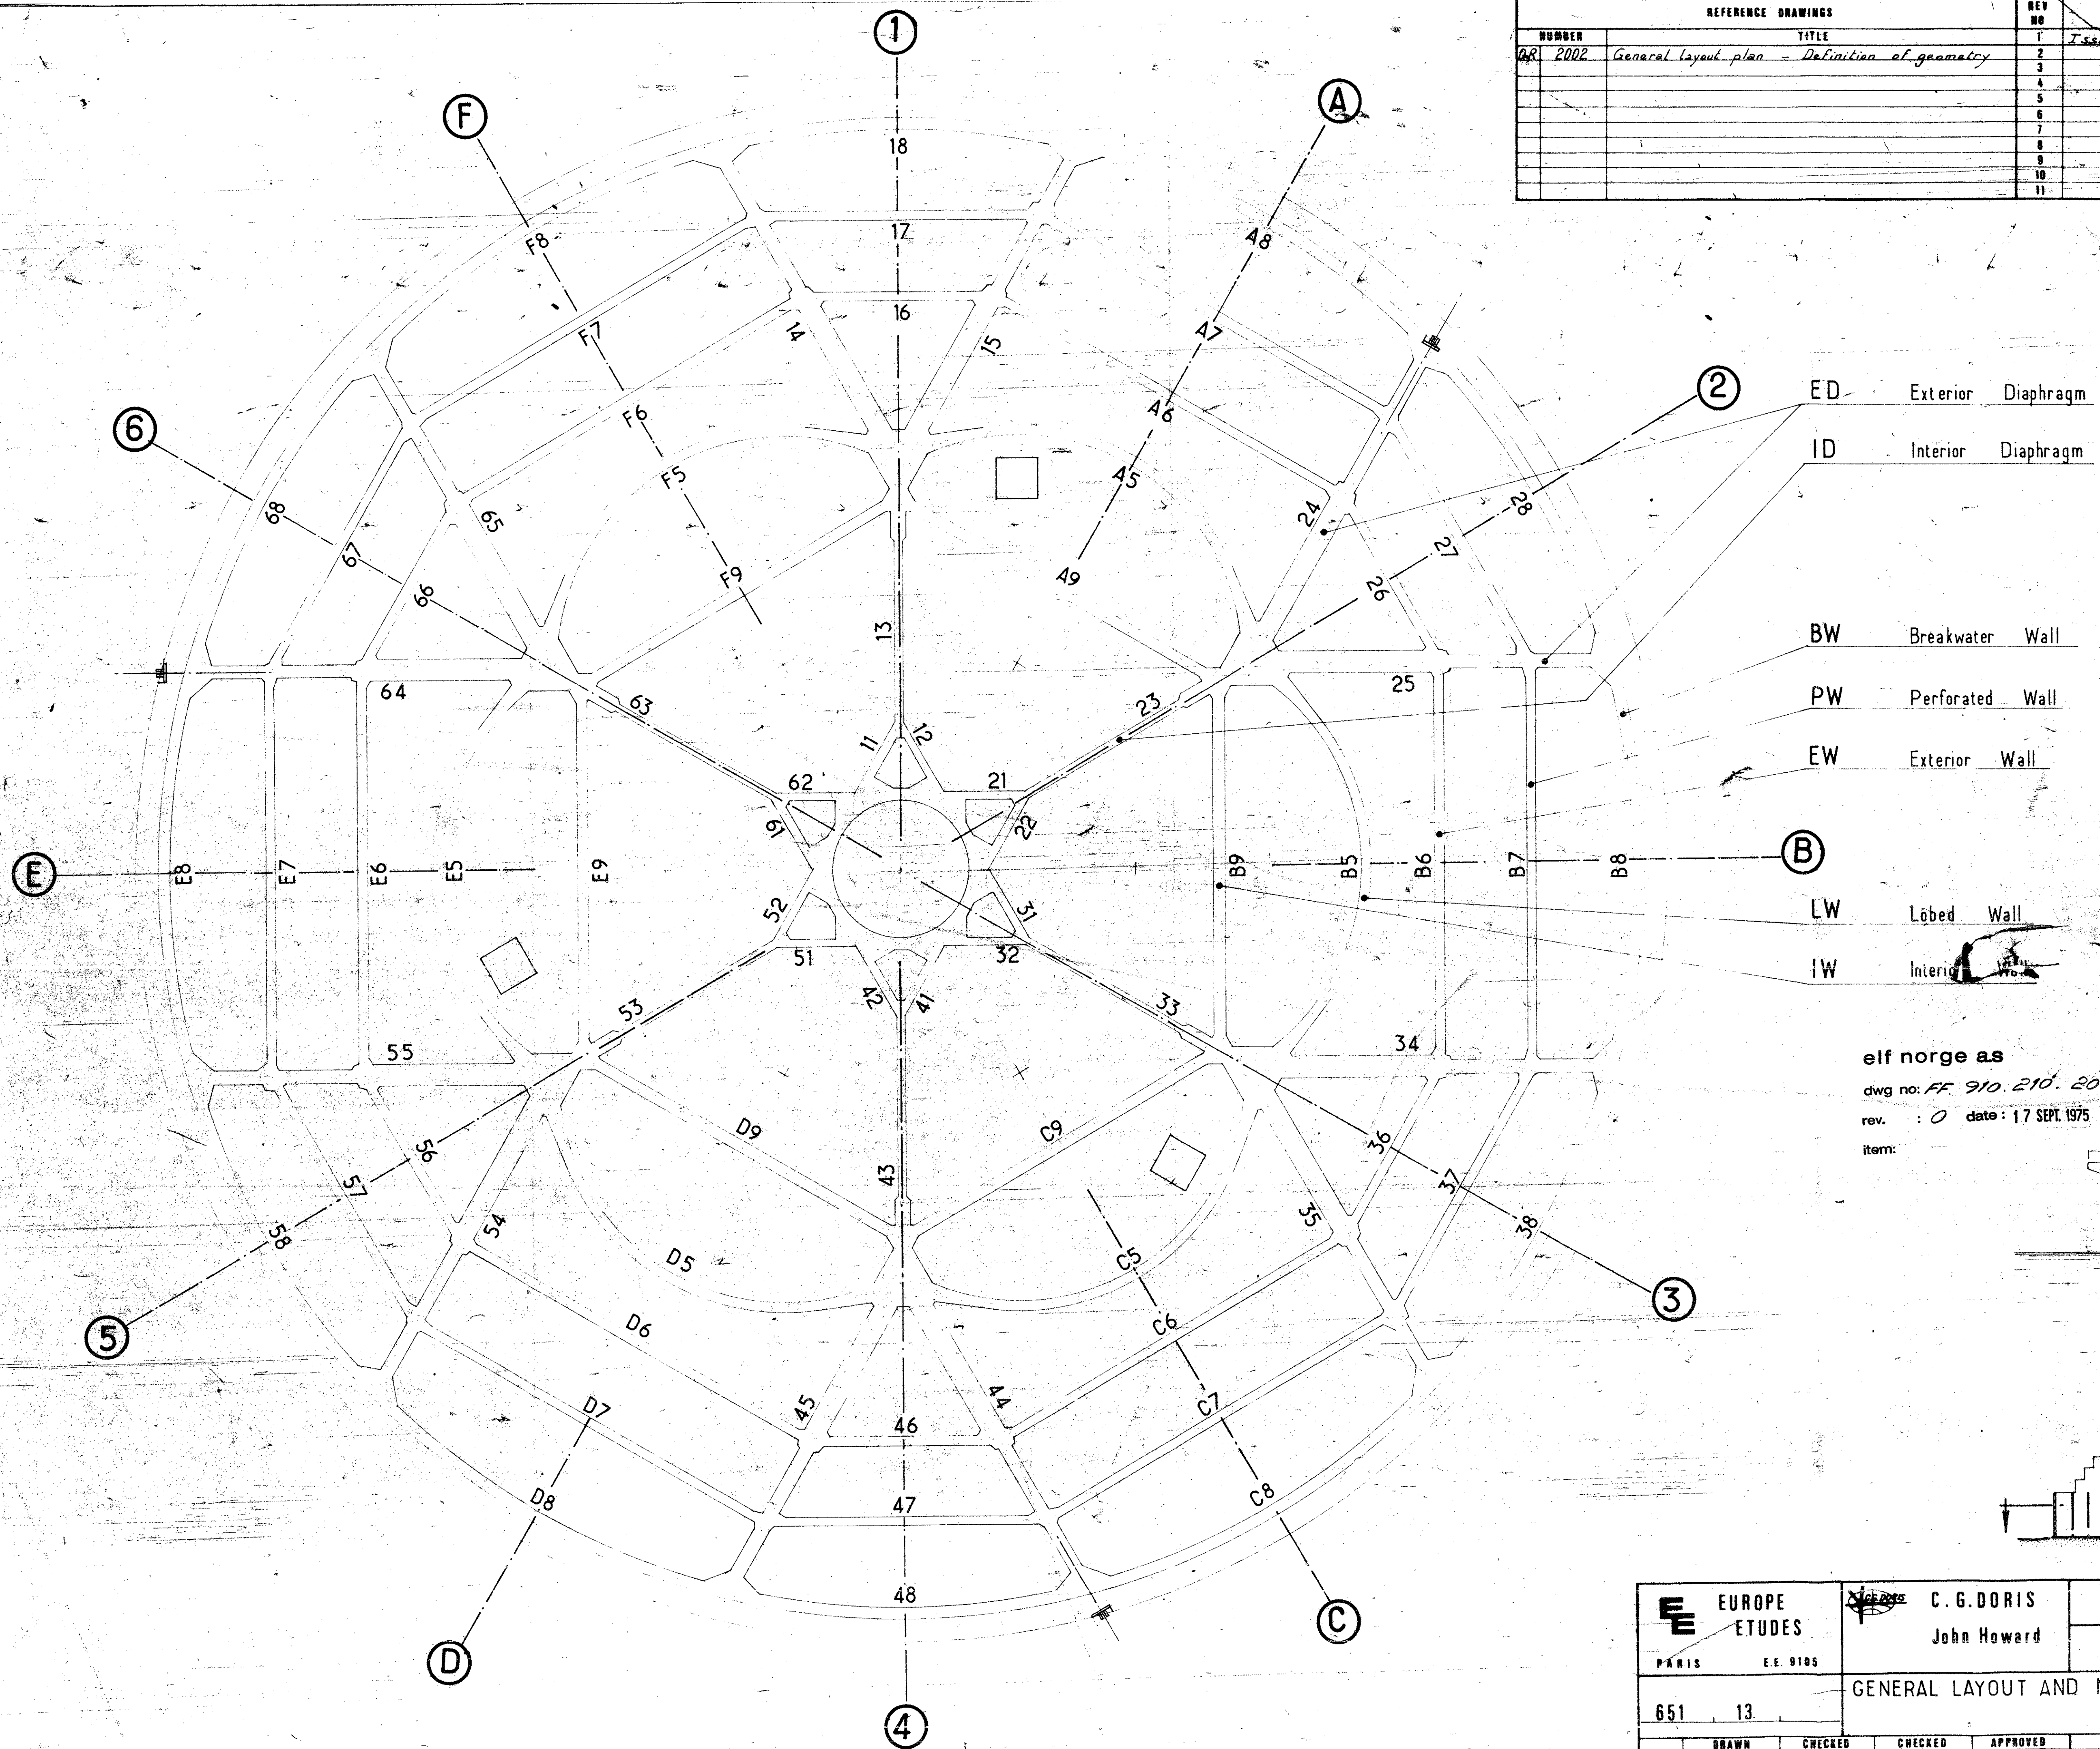 REFERENCE DRAWINGS
REV NO
NUMBER TITLE
1
2002 General layout plan - Definition of geometry 2
3
4
5
6
7
8
9
10
11
1
F
A
18
17
16
14
15
F8
F7
F6
F5
F9
A8
A7
A6
A5
A9
6
2
68
67
66
65
64
63
62
61
13
11
12
21
22
23
24
25
26
27
28
ED Exterior Diaphragm
ID Interior Diaphragm
BW Breakwater Wall
PW Perforated Wall
EW Exterior Wall
LW Lobed Wall
IW
E
E8
E7
E6
E5
E9
B9
B5
B6
B7
B8
B
52
51
53
55
56
57
58
54
42
41
43
31
32
33
34
35
36
37
38
5
3
D9
D5
D6
D7
D8
D
C9
C5
C6
C7
C8
C
45
44
46
47
48
4
elf norge as
dwg no: FF. 910. 210. 20
rev. : 0 date : 17 SEPT. 1975
item:
EE EUROPE ETUDES
PARIS E.E. 9105
C.G. DORIS
John Howard
GENERAL LAYOUT AND
651 13
DRAWN CHECKED CHECKED APPROVED